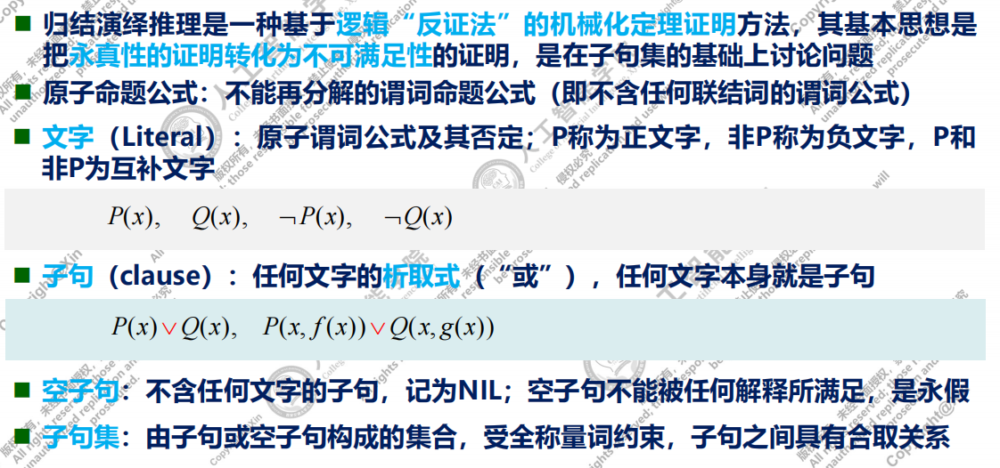 归结演绎推理是一种基于逻辑“反证法”的机械化定理证明方法，其基本思想是
把永真性的证明转化为不可满足性的证明，是在子句集的基础上讨论问题
原子命题公式：不能再分解的谓词命题公式（即不含任何联结词的谓词公式）
文字（Literal）：原子谓词公式及其否定；P称为正文字，非P称为负文字，P和
非P为互补文字
P(x), Q(x), ¬P(x), ¬Q(x)
子句（clause）：任何文字的析取式（“或”），任何文字本身就是子句
P(x)∨Q(x), P(x, f(x))∨Q(x, g(x))
空子句：不含任何文字的子句，记为NIL；空子句不能被任何解释所满足，是永假
子句集：由子句或空子句构成的集合，受全称量词约束，子句之间具有合取关系